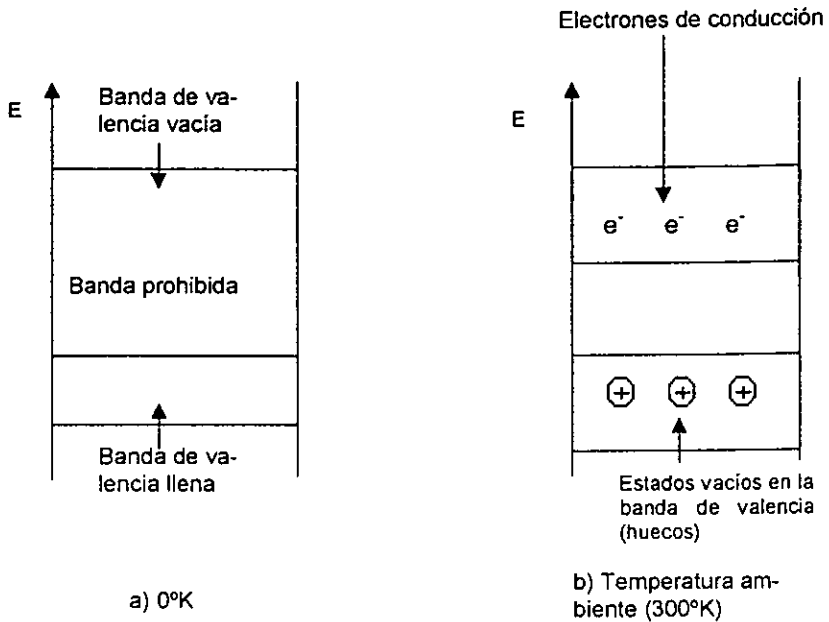 E
Banda de va-
lencia vacía
Banda prohibida
Banda de va-
lencia llena
a) 0ºK
Electrones de conducción
E
e- e- e-
+ + +
Estados vacíos en la
banda de valencia
(huecos)
b) Temperatura am-
biente (300ºK)